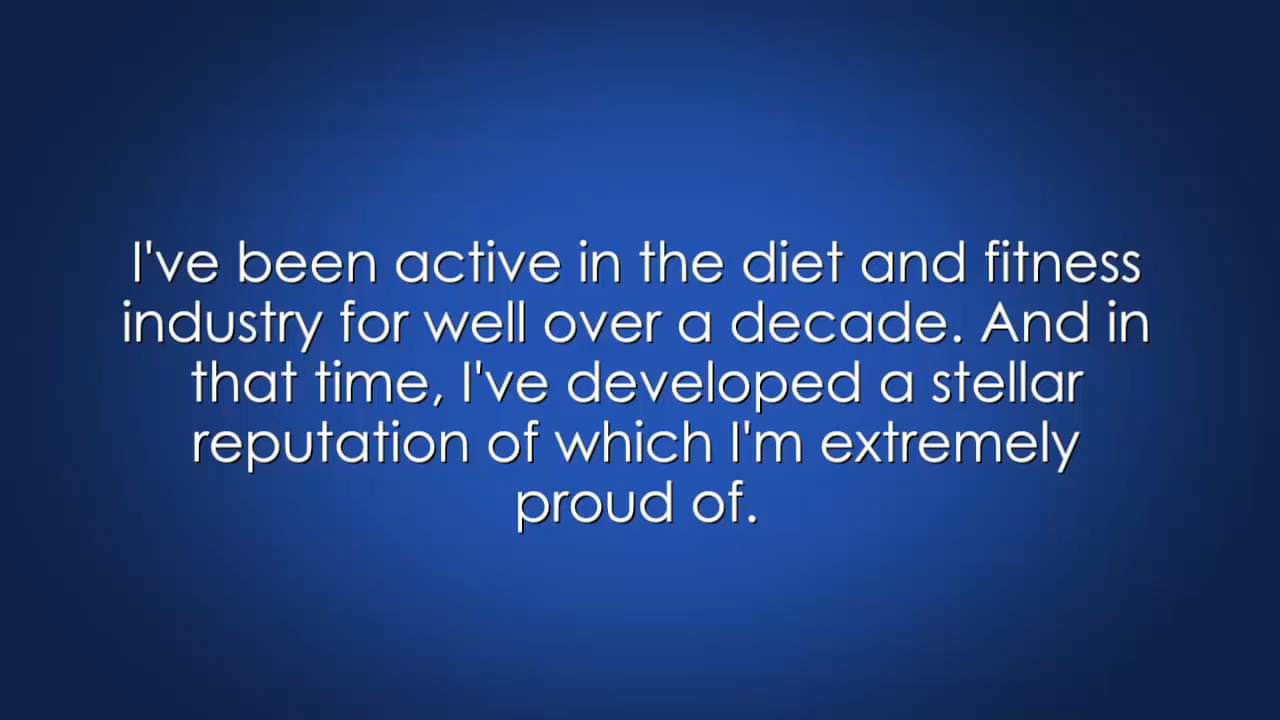 I've been active in the diet and fitness
industry for well over a decade. And in
that time, I've developed a stellar
reputation of which I'm extremely
proud of.